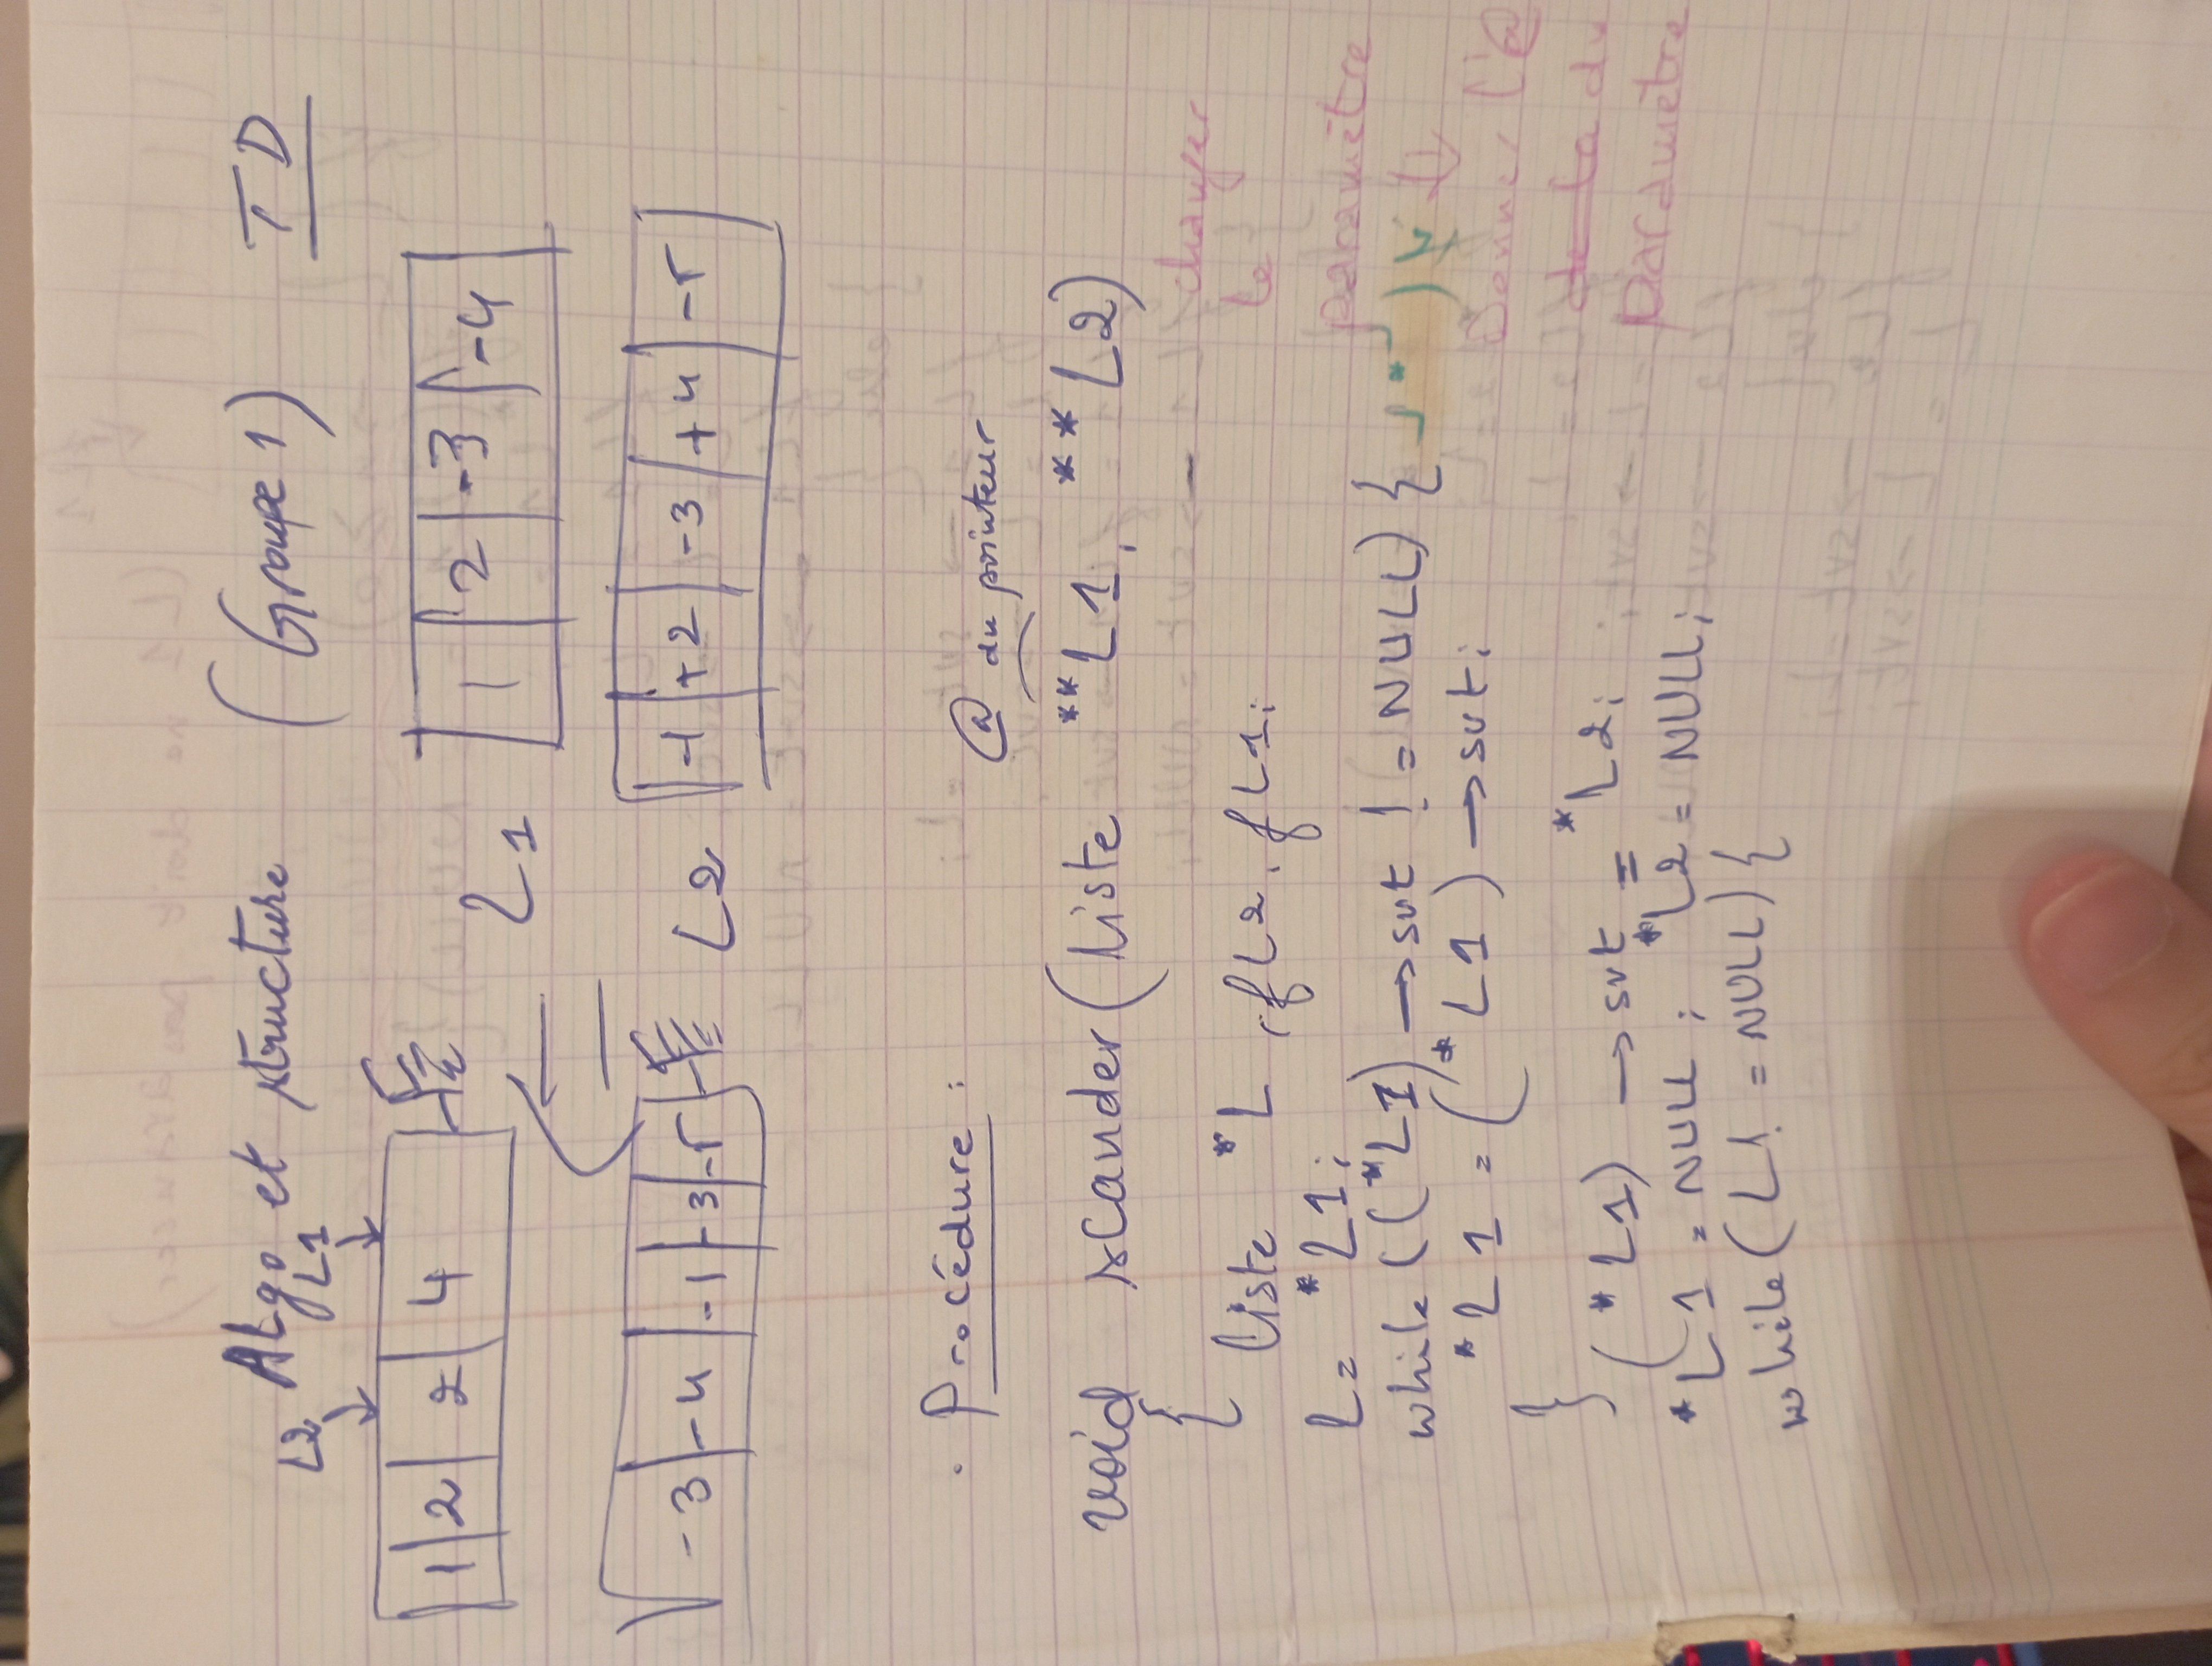 Algo et structure (Groupe 1) TD
L2 L1
1 2 2 4
L1 1 2 -3 -4
-3 -4 -1 -3 -5
L2 -1 +2 -3 +4 -5
. Procédure :
@ du pointeur
void scander(liste **L1, **L2)
{
liste *L, fL2, fL1;
L = *L1;
while ((*L1) → svt != NULL) {
*L1 = (*L1) → svt;
}
(*L1) → svt = *L2;
*L1 = NULL; *L2 = NULL;
while (L != NULL) {
changer
le
paramètre
⇓
Donner l'@
de la du
paramètre